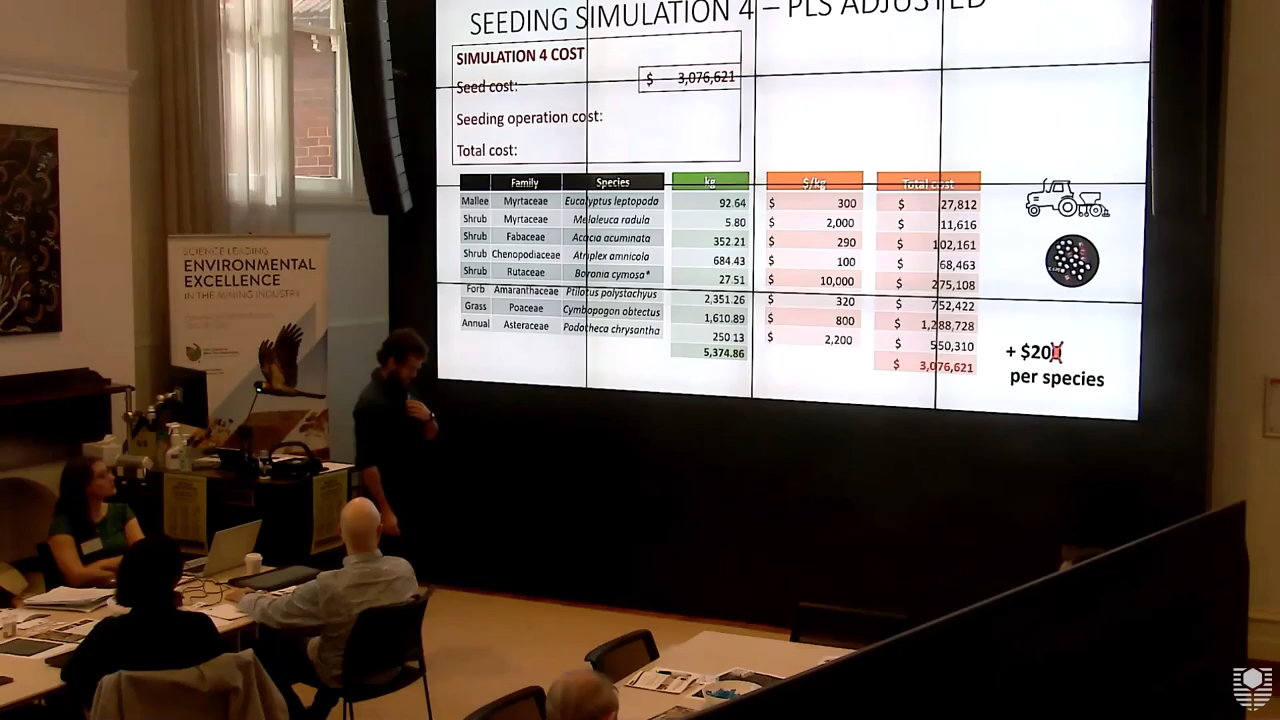 SEEDING SIMULATION 4 – PLS ADJUSTED
SIMULATION 4 COST
Seed cost: $ 3,076,621
Seeding operation cost:
Total cost:
Family Species kg $/kg Total cost
Mallee Myrtaceae Eucalyptus leptopoda 92.64 $ 300 $ 27,812
Shrub Myrtaceae Melaleuca radula 5.80 $ 2,000 $ 11,616
Shrub Fabaceae Acacia acuminata 352.21 $ 290 $ 102,161
Shrub Chenopodiaceae Atriplex amnicola 684.43 $ 100 $ 68,463
Shrub Rutaceae Boronia cymosa* 27.51 $ 10,000 $ 275,108
Forb Amaranthaceae Ptilotus polystachyus 2,351.26 $ 320 $ 752,422
Grass Poaceae Cymbopogon obtectus 1,610.89 $ 800 $ 1,288,728
Annual Asteraceae Podotheca chrysantha 250.13 $ 2,200 $ 550,310
5,374.86 $ 3,076,621
+ $20
per species
SCIENCE LEADING
ENVIRONMENTAL
EXCELLENCE
IN THE MINING INDUSTRY